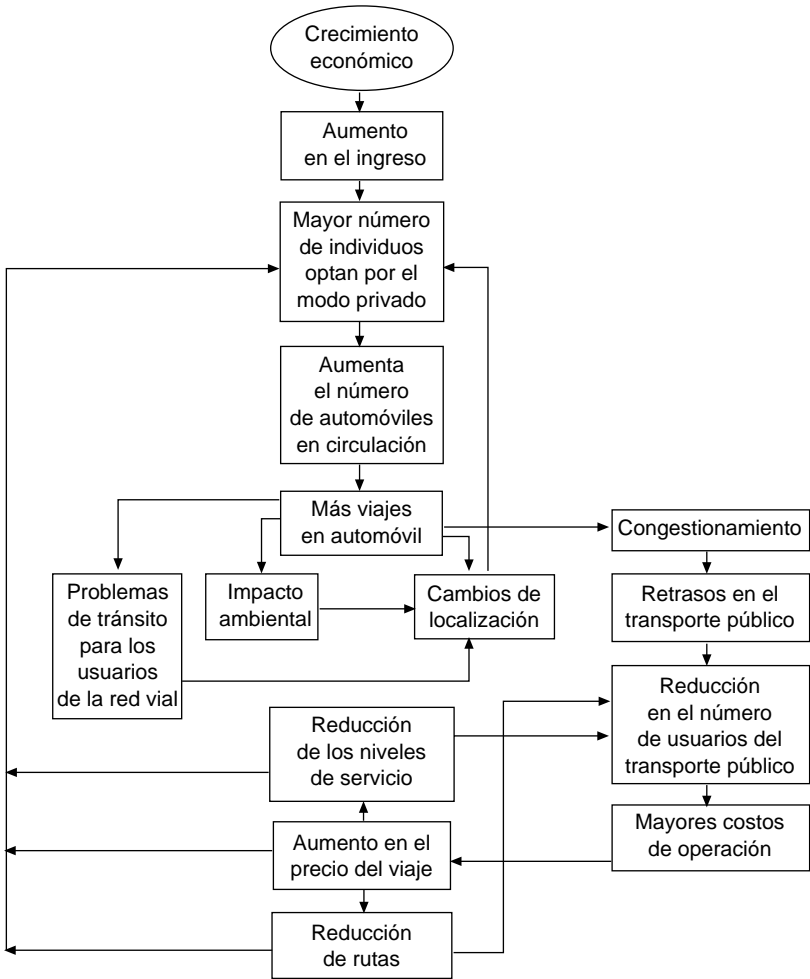 Crecimiento
económico
Aumento
en el ingreso
Mayor número
de individuos
optan por el
modo privado
Aumenta
el número
de automóviles
en circulación
Más viajes
en automóvil
Congestionamiento
Problemas
de tránsito
para los
usuarios
de la red vial
Impacto
ambiental
Cambios de
localización
Retrasos en el
transporte público
Reducción
en el número
de usuarios del
transporte público
Reducción
de los niveles
de servicio
Mayores costos
de operación
Aumento en el
precio del viaje
Reducción
de rutas